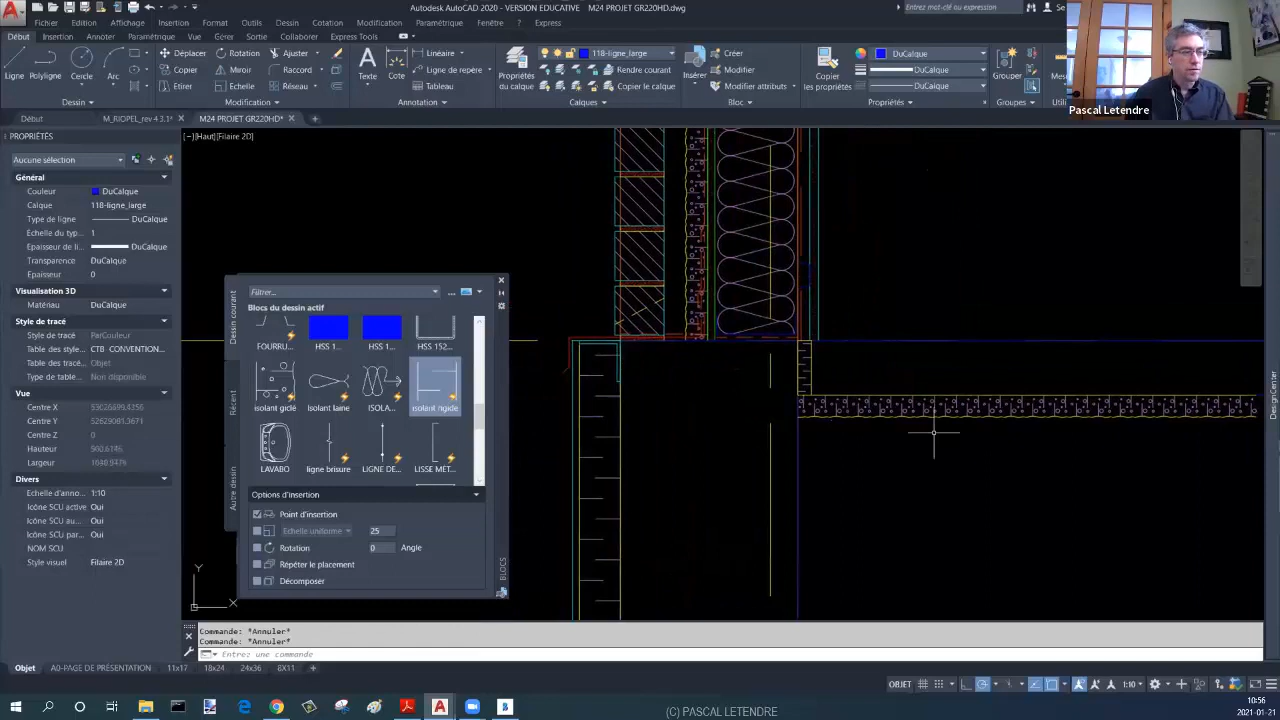 Autodesk AutoCAD 2020 - VERSION EDUCATIVE M24 PROJET GR220HD.dwg
Entrez mot-clé ou expression
Fichier Edition Affichage Insertion Format Outils Dessin Cotation Modification Paramétrique Fenêtre ? Express
Début Insertion Annoter Paramétrique Vue Gérer Sortie Collaborer Express Tools
Ligne Polyligne Cercle Arc
Déplacer Rotation Ajuster
Copier Miroir Raccord
Etirer Echelle Réseau
Texte Cote
Linéaire
Ligne de repère
Tableau
Propriétés du calque
118-ligne_large
Rendre courant
Copier le calque
Insérer
Créer
Modifier
Modifier attributs
Copier les propriétés
DuCalque
DuCalque
DuCalque
Grouper
Dessin Modification Annotation Calques Bloc Propriétés Groupes
Pascal Letendre
Début M_RIOPEL_rev 4 3.1* M24 PROJET GR220HD*
PROPRIÉTÉS
[−][Haut][Filaire 2D]
Aucune sélection
Général
Couleur DuCalque
Calque 118-ligne_large
Type de ligne DuCalque
Echelle du type 1
Epaisseur de li... DuCalque
Transparence DuCalque
Epaisseur 0
Visualisation 3D
Matériau DuCalque
Style de tracé
Style de tracé ParCouleur
Table des style... CTB-CONVENTION...
Table attachée... Objet
Type de table... Non disponible
Vue
Centre X
Centre Y
Centre Z 0
Hauteur
Largeur
Divers
Echelle d'anno... 1:10
Icône SCU active Oui
Icône SCU au... Oui
Icône SCU par... Oui
NOM SCU
Style visuel Filaire 2D
Filtrer...
Blocs du dessin actif
Dessin courant
Récent
Autre dessin
FOURRU... HSS 1... HSS 1... HSS 152...
isolant giclé isolant laine ISOLA... isolant rigide
LAVABO ligne brisure LIGNE DE... LISSE MÉT...
Options d'insertion
Point d'insertion
Echelle uniforme 25
Rotation 0 Angle
Répéter le placement
Décomposer
BLOCS
DesignCenter
Y
X
Commande: *Annuler*
Commande: *Annuler*
Entrez une commande
Objet A0-PAGE DE PRÉSENTATION 11x17 18x24 24x36 8X11
OBJET
1:10
10:56
2021-01-21
(C) PASCAL LETENDRE